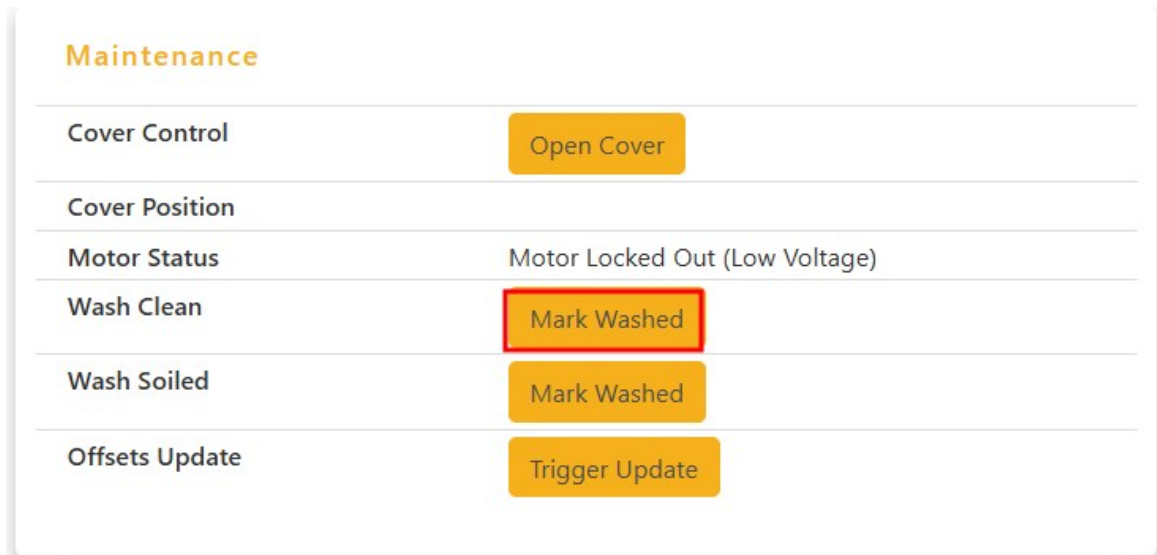 Maintenance
Cover Control Open Cover
Cover Position
Motor Status Motor Locked Out (Low Voltage)
Wash Clean Mark Washed
Wash Soiled Mark Washed
Offsets Update Trigger Update